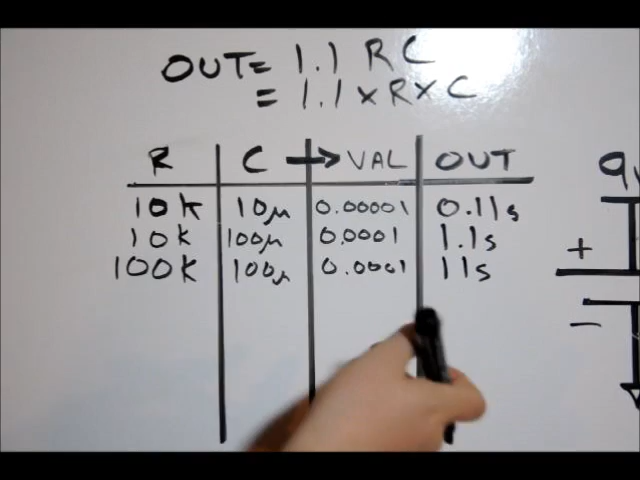 OUT= 1.1 RC
= 1.1×R×C
R C → VAL OUT
10k 10µ 0.00001 0.11s
10k 100µ 0.0001 1.1s
100K 100µ 0.0001 11s
+
−